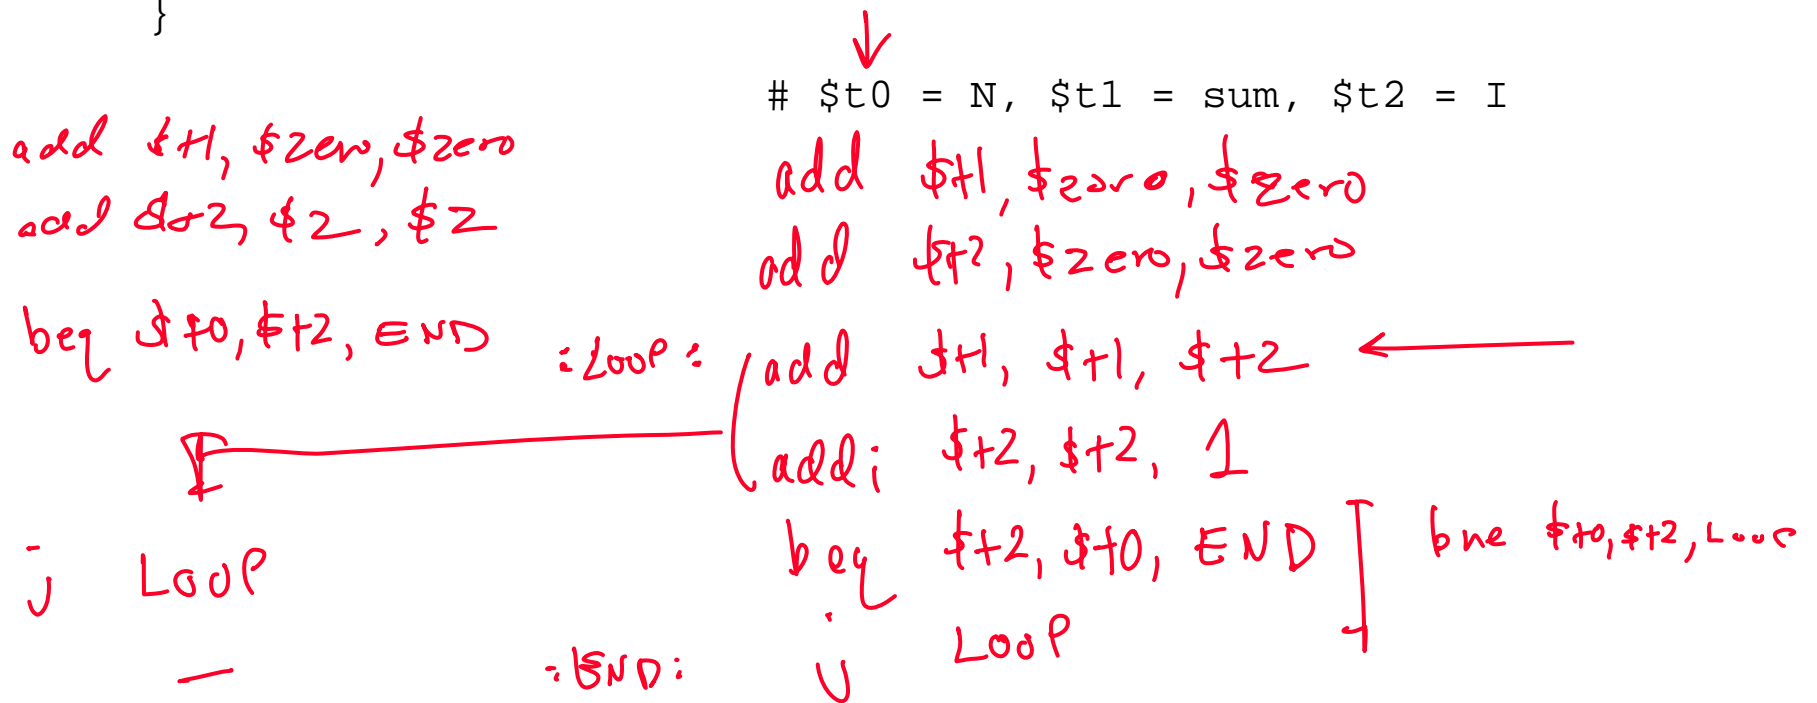 }
# $t0 = N, $t1 = sum, $t2 = I
add $t1, $zero, $zero
add $t2, $z, $z
beq $t0, $t2, END
j LOOP
add $t1, $zero, $zero
add $t2, $zero, $zero
:LOOP: add $t1, $t1, $t2
addi $t2, $t2, 1
beq $t2, $t0, END
bne $t0, $t2, LOOP
j LOOP
:END: